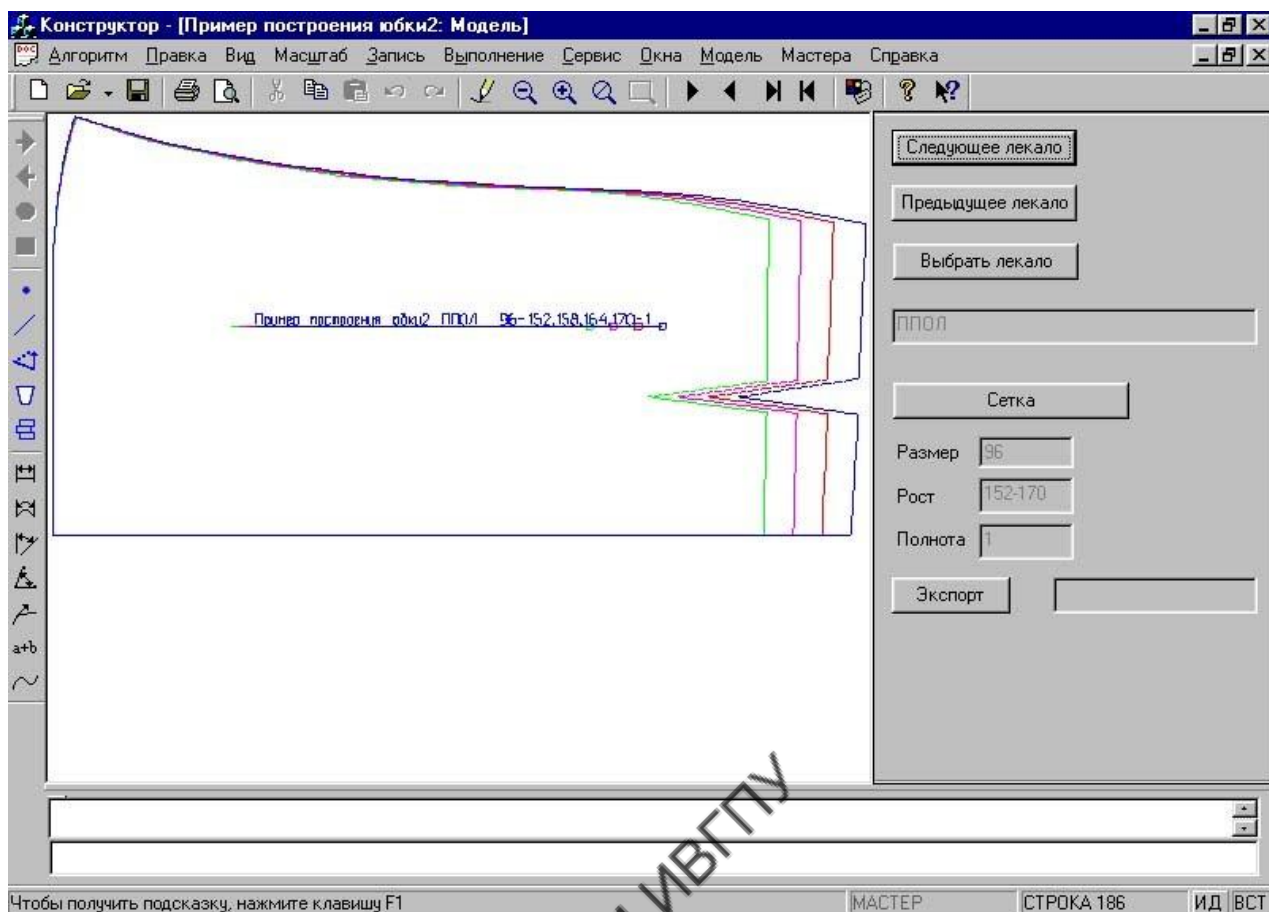 Конструктор - [Пример построения юбки2: Модель]
DOC Алгоритм Правка Вид Масштаб Запись Выполнение Сервис Окна Модель Мастера Справка
Следующее лекало
Предыдущее лекало
Выбрать лекало
Пример построения юбки2 ППОЛ 96-152,158,164,170-1
ППОЛ
Сетка
Размер 96
Рост 152-170
Полнота 1
Экспорт
a+b
ИВГПУ
Чтобы получить подсказку, нажмите клавишу F1 МАСТЕР СТРОКА 186 ИД ВСТ